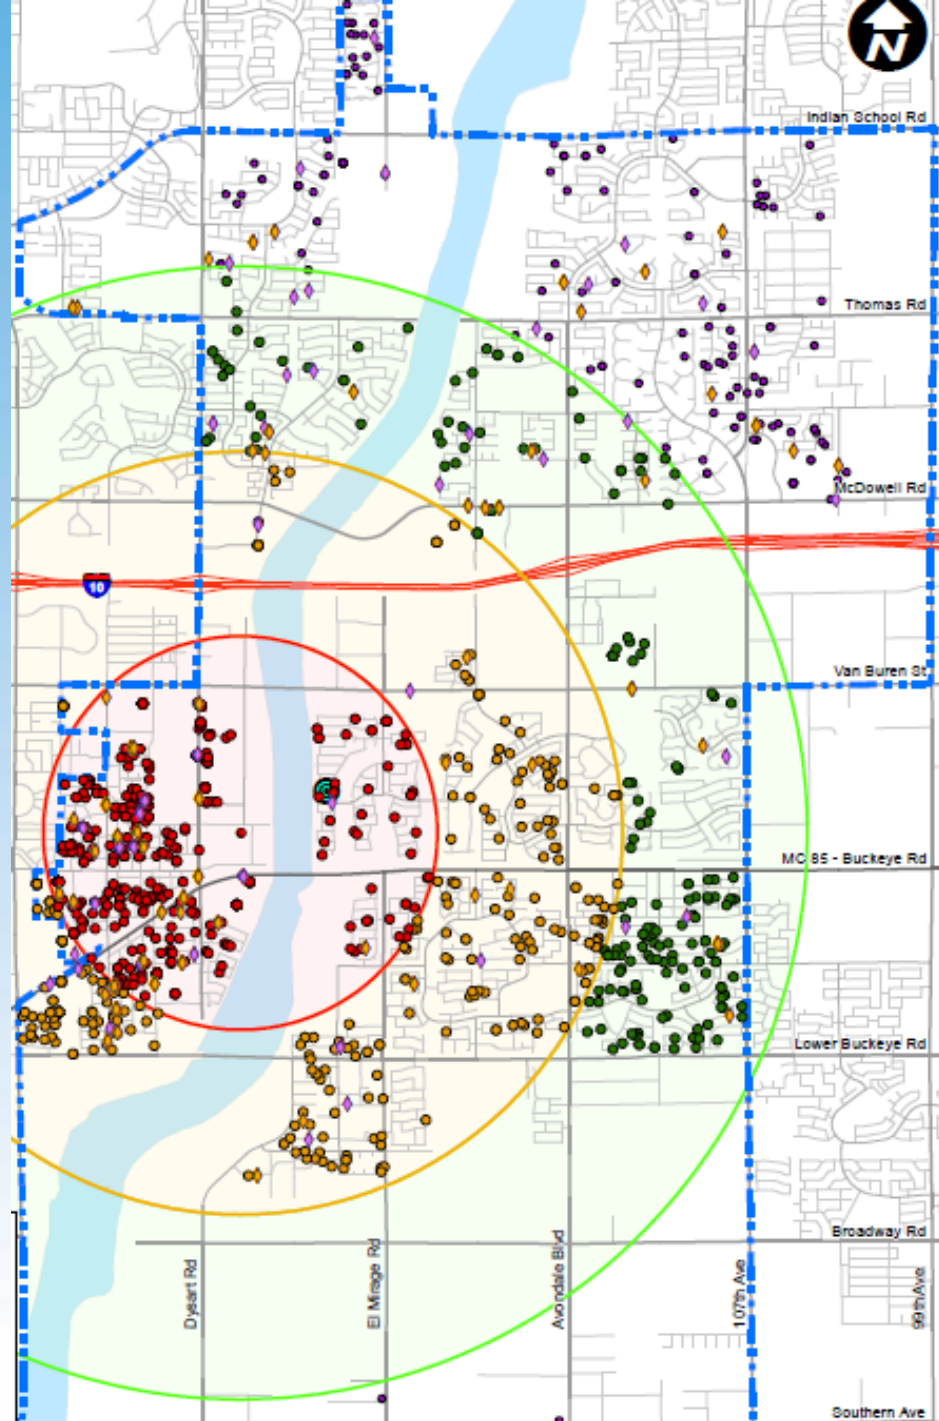 N
Indian School Rd
Thomas Rd
McDowell Rd
10
Van Buren St
MC 85 - Buckeye Rd
Lower Buckeye Rd
Broadway Rd
Dysart Rd
El Mirage Rd
Avondale Blvd
107th Ave
99th Ave
Southern Ave